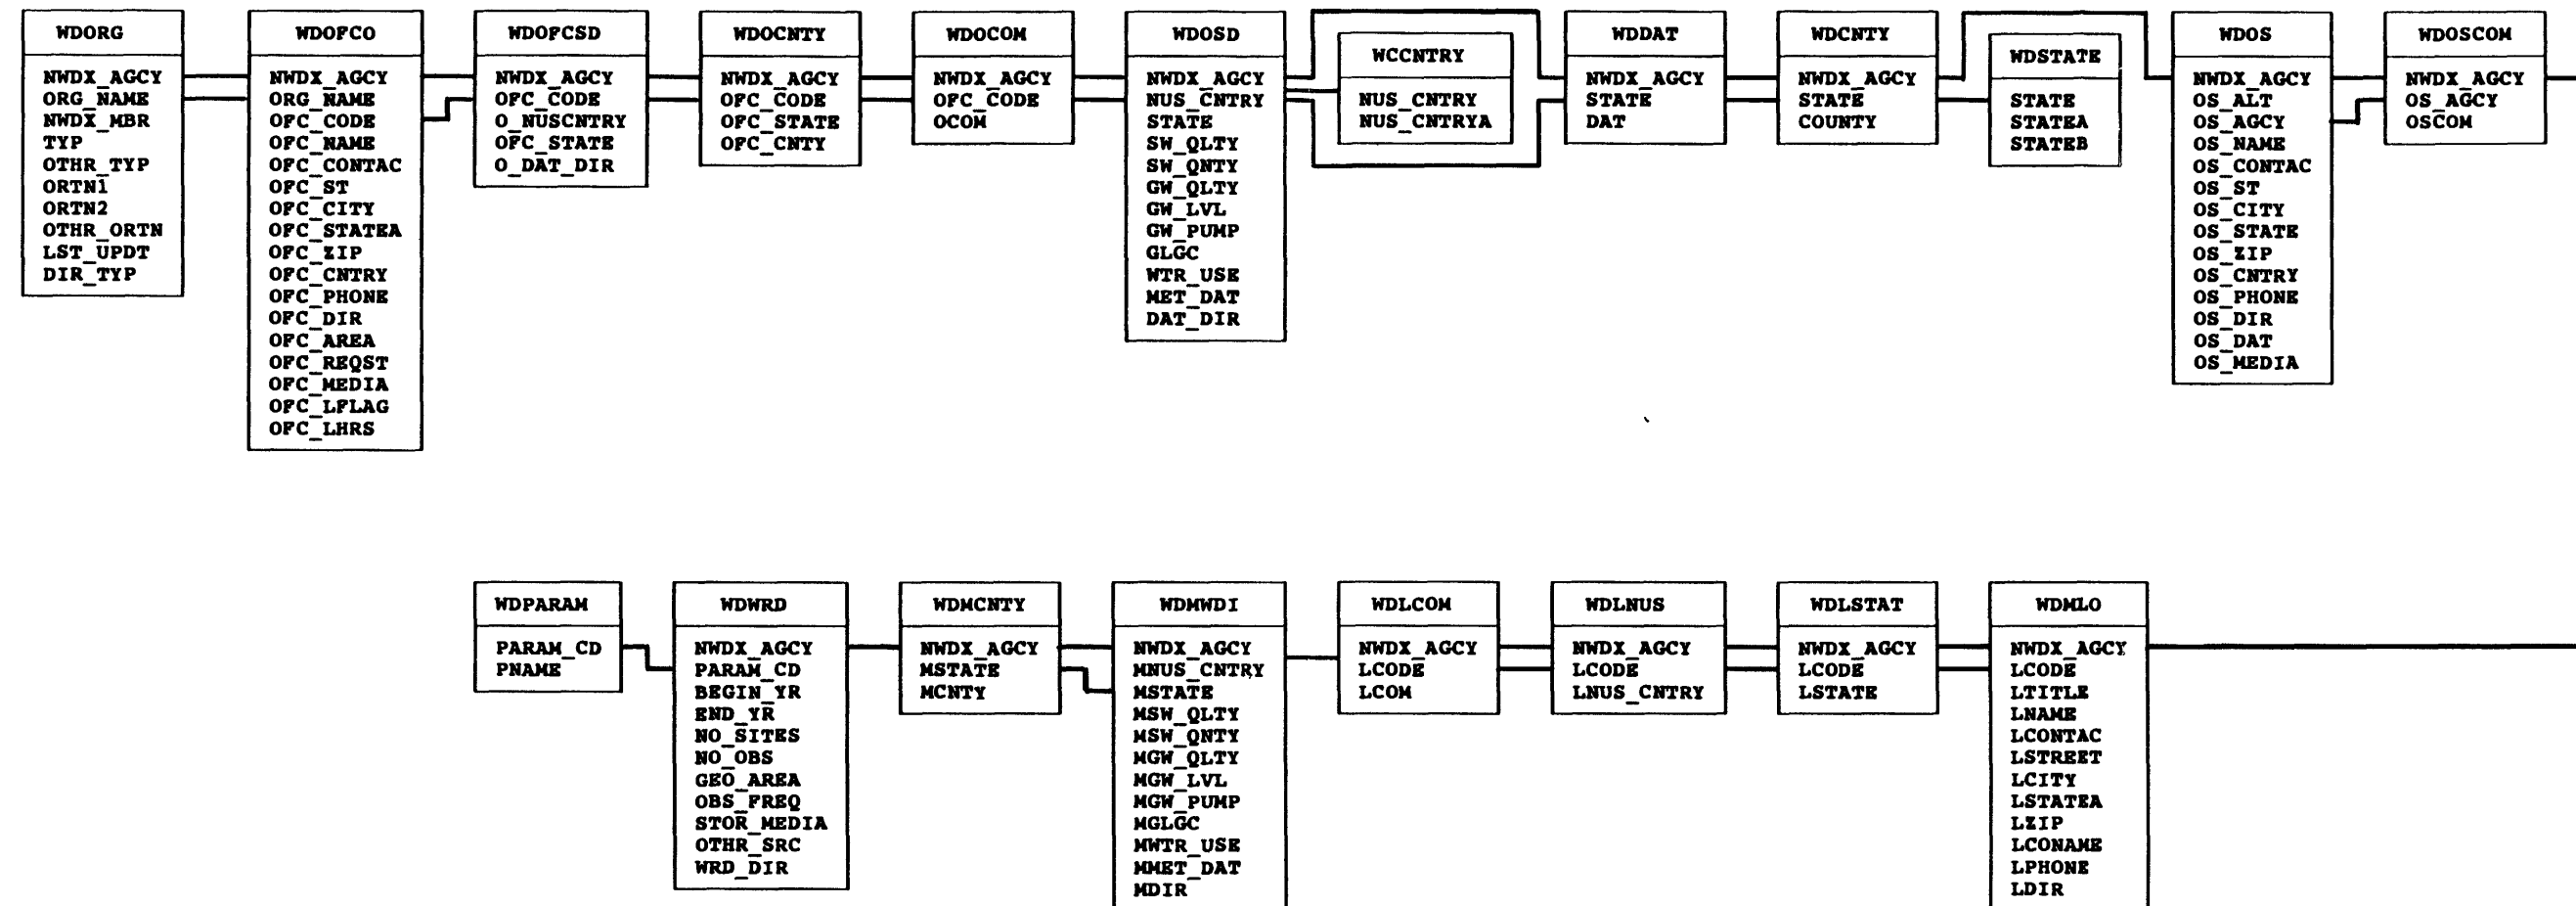 WDORG
NWDX_AGCY
ORG_NAME
NWDX_MBR
TYP
OTHR_TYP
ORTN1
ORTN2
OTHR_ORTN
LST_UPDT
DIR_TYP
WDOFCO
NWDX_AGCY
ORG_NAME
OFC_CODE
OFC_NAME
OFC_CONTAC
OFC_ST
OFC_CITY
OFC_STATEA
OFC_ZIP
OFC_CNTRY
OFC_PHONE
OFC_DIR
OFC_AREA
OFC_REQST
OFC_MEDIA
OFC_LFLAG
OFC_LHRS
WDOFCSD
NWDX_AGCY
OFC_CODE
O_NUSCNTRY
OFC_STATE
O_DAT_DIR
WDOCNTY
NWDX_AGCY
OFC_CODE
OFC_STATE
OFC_CNTY
WDOCOM
NWDX_AGCY
OFC_CODE
OCOM
WDOSD
NWDX_AGCY
NUS_CNTRY
STATE
SW_QLTY
SW_QNTY
GW_QLTY
GW_LVL
GW_PUMP
GLGC
WTR_USE
MET_DAT
DAT_DIR
WCCNTRY
NUS_CNTRY
NUS_CNTRYA
WDDAT
NWDX_AGCY
STATE
DAT
WDCNTY
NWDX_AGCY
STATE
COUNTY
WDSTATE
STATE
STATEA
STATEB
WDOS
NWDX_AGCY
OS_ALT
OS_AGCY
OS_NAME
OS_CONTAC
OS_ST
OS_CITY
OS_STATE
OS_ZIP
OS_CNTRY
OS_PHONE
OS_DIR
OS_DAT
OS_MEDIA
WDOSCOM
NWDX_AGCY
OS_AGCY
OSCOM
WDPARAM
PARAM_CD
PNAME
WDWRD
NWDX_AGCY
PARAM_CD
BEGIN_YR
END_YR
NO_SITES
NO_OBS
GEO_AREA
OBS_FREQ
STOR_MEDIA
OTHR_SRC
WRD_DIR
WDMCNTY
NWDX_AGCY
MSTATE
MCNTY
WDMWDI
NWDX_AGCY
MNUS_CNTRY
MSTATE
MSW_QLTY
MSW_QNTY
MGW_QLTY
MGW_LVL
MGW_PUMP
MGLGC
MWTR_USE
MMET_DAT
MDIR
WDLCOM
NWDX_AGCY
LCODE
LCOM
WDLNUS
NWDX_AGCY
LCODE
LNUS_CNTRY
WDLSTAT
NWDX_AGCY
LCODE
LSTATE
WDMLO
NWDX_AGCY
LCODE
LTITLE
LNAME
LCONTAC
LSTREET
LCITY
LSTATEA
LZIP
LCONAME
LPHONE
LDIR